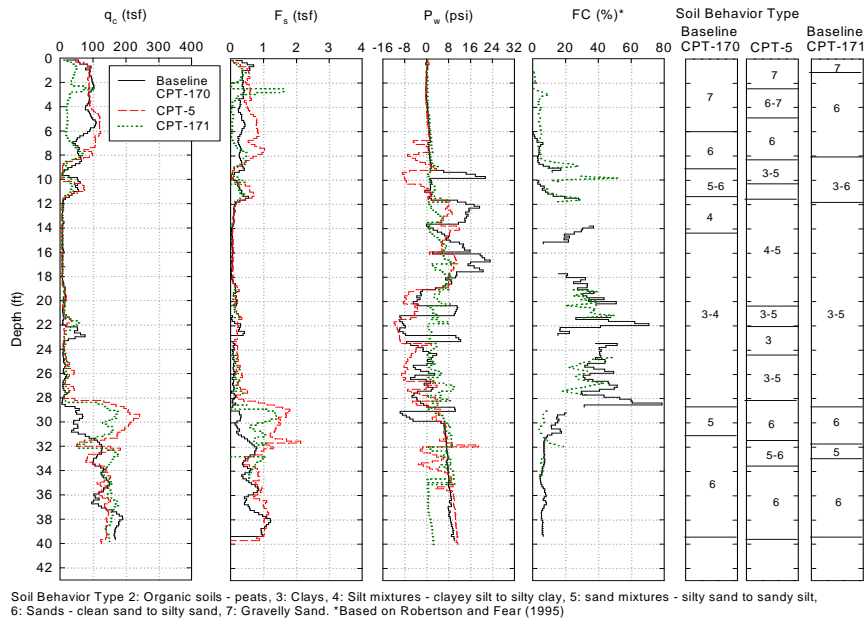 q_c (tsf)
F_s (tsf)
P_w (psi)
FC (%)*
Soil Behavior Type
Baseline CPT-170
CPT-5
Baseline CPT-171
0 100 200 300 400
0 1 2 3 4
-16 -8 0 8 16 24 32
0 20 40 60 80
Depth (ft)
0
2
4
6
8
10
12
14
16
18
20
22
24
26
28
30
32
34
36
38
40
42
Baseline
CPT-170
CPT-5
CPT-171
7
6
5-6
4
3-4
5
6
7
6-7
6
3-5
4-5
3-5
3
3-5
6
5-6
6
7
6
3-6
3-5
6
5
6
Soil Behavior Type 2: Organic soils - peats, 3: Clays, 4: Silt mixtures - clayey silt to silty clay, 5: sand mixtures - silty sand to sandy silt,
6: Sands - clean sand to silty sand, 7: Gravelly Sand. *Based on Robertson and Fear (1995)